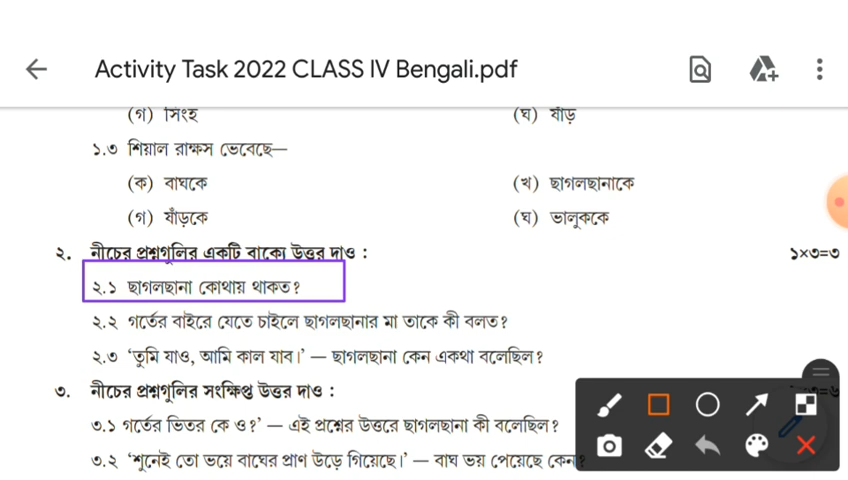 Activity Task 2022 CLASS IV Bengali.pdf
(গ) সিংহ (ঘ) ষাঁড়
১.৩ শিয়াল রাক্ষস ভেবেছে—
(ক) বাঘকে (খ) ছাগলছানাকে
(গ) ষাঁড়কে (ঘ) ভালুককে
২. নীচের প্রশ্নগুলির একটি বাক্যে উত্তর দাও : ১×৩=৩
২.১ ছাগলছানা কোথায় থাকত?
২.২ গর্তের বাইরে যেতে চাইলে ছাগলছানার মা তাকে কী বলত?
২.৩ ‘তুমি যাও, আমি কাল যাব।’ — ছাগলছানা কেন একথা বলেছিল?
৩. নীচের প্রশ্নগুলির সংক্ষিপ্ত উত্তর দাও :
৩.১ গর্তের ভিতর কে ও?’ — এই প্রশ্নের উত্তরে ছাগলছানা কী বলেছিল?
৩.২ ‘শুনেই তো ভয়ে বাঘের প্রাণ উড়ে গিয়েছে।’ — বাঘ ভয় পেয়েছে কেন?